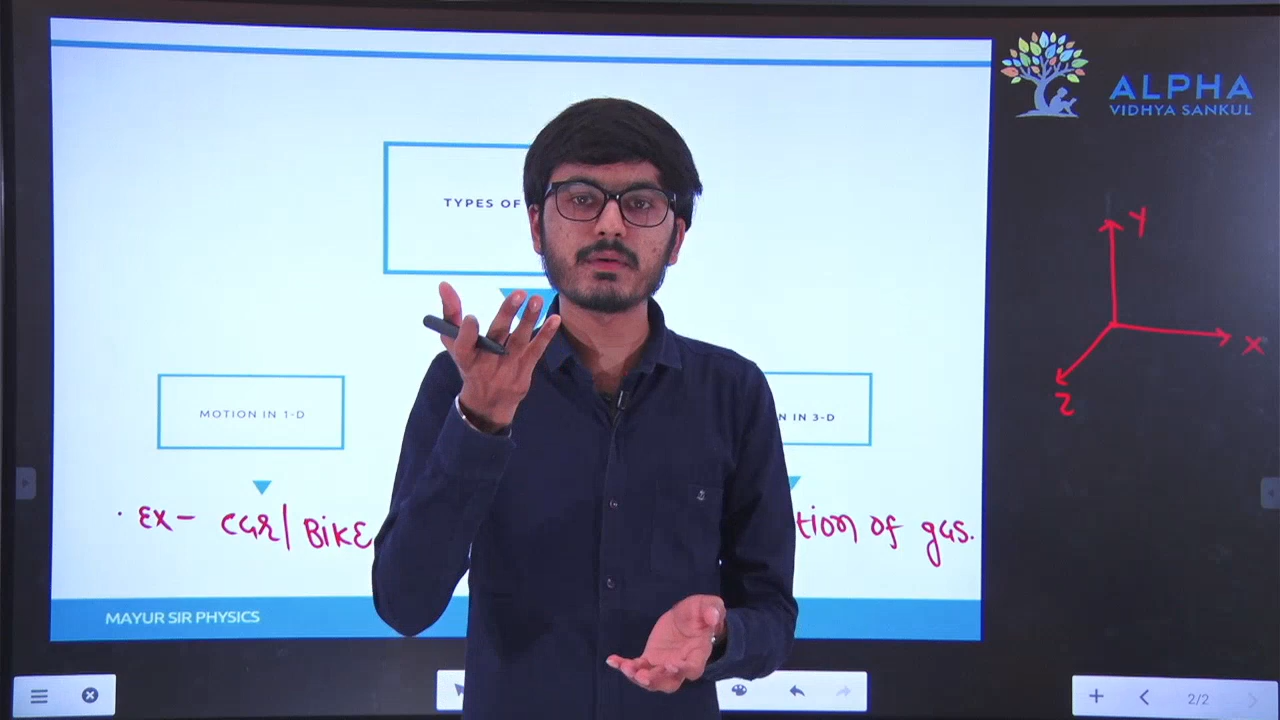 ALPHA
VIDHYA SANKUL
TYPES OF
Y
X
Z
MOTION IN 1-D
N IN 3-D
· EX- car/BikE
tion of gas.
MAYUR SIR PHYSICS
2/2